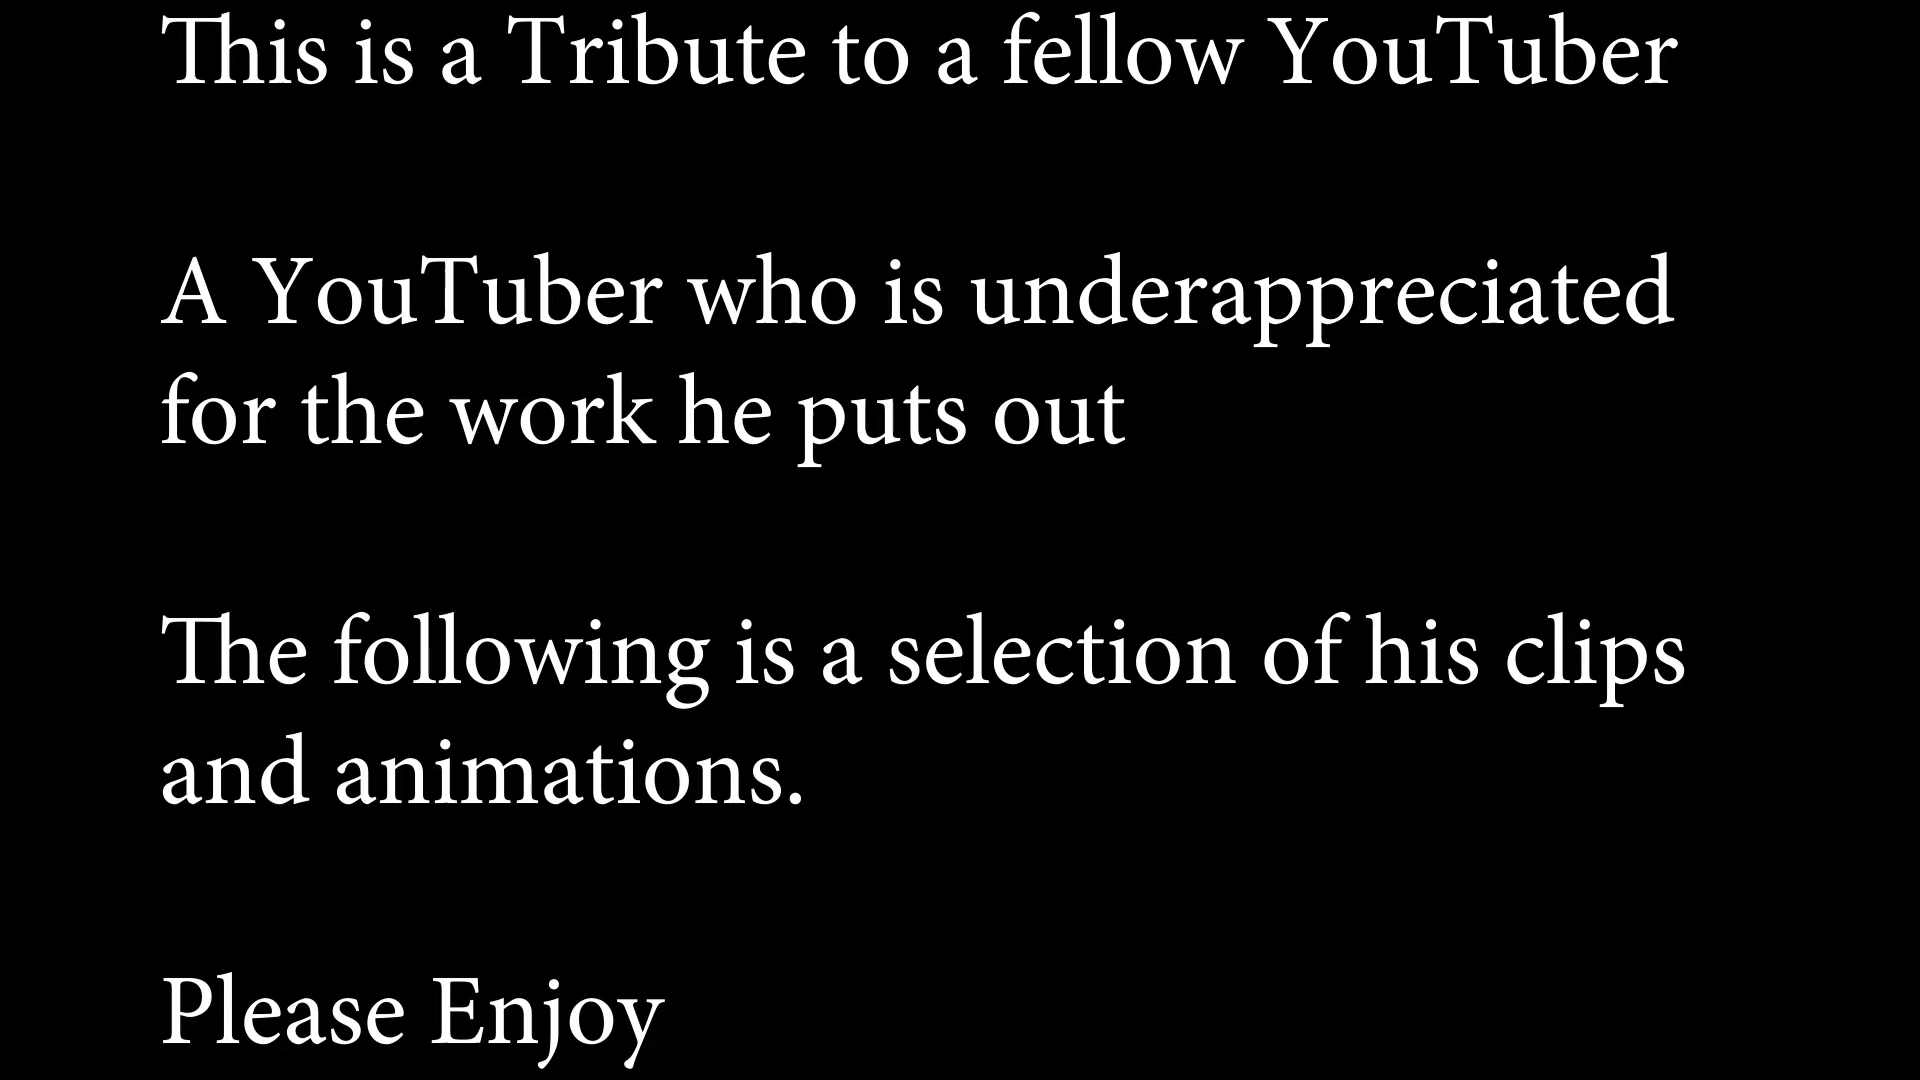 This is a Tribute to a fellow YouTuber
A YouTuber who is underappreciated
for the work he puts out
The following is a selection of his clips
and animations.
Please Enjoy